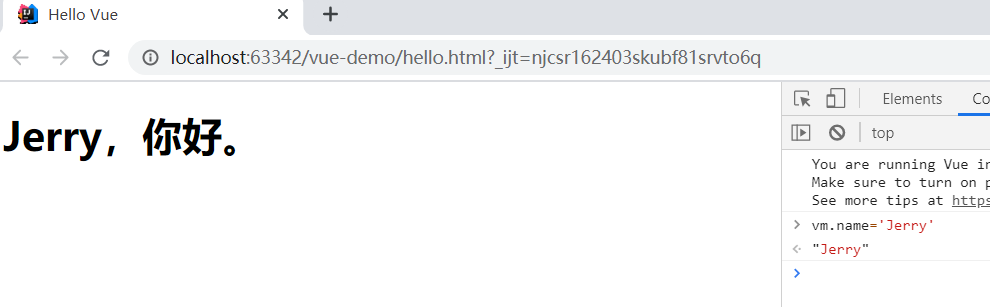 Hello Vue
localhost:63342/vue-demo/hello.html?_ijt=njcsr162403skubf81srvto6q
Jerry，你好。
Elements
top
You are running Vue in
Make sure to turn on
See more tips at https
vm.name='Jerry'
"Jerry"